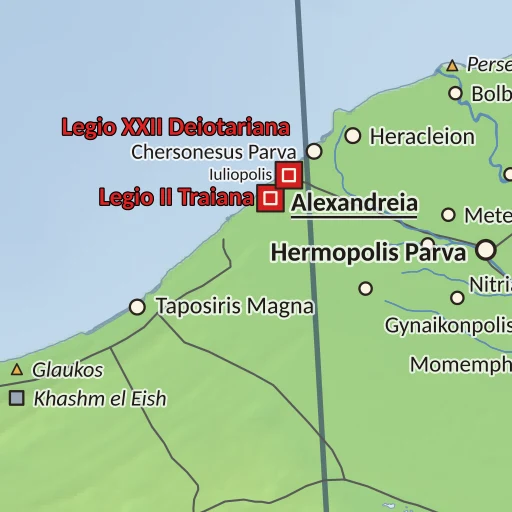 Perse
Bolb
Legio XXII Deiotariana
Heracleion
Chersonesus Parva
Iuliopolis
Legio II Traiana
Alexandreia
Mete
Hermopolis Parva
Nitria
Taposiris Magna
Gynaikonpolis
Glaukos
Momemph
Khashm el Eish